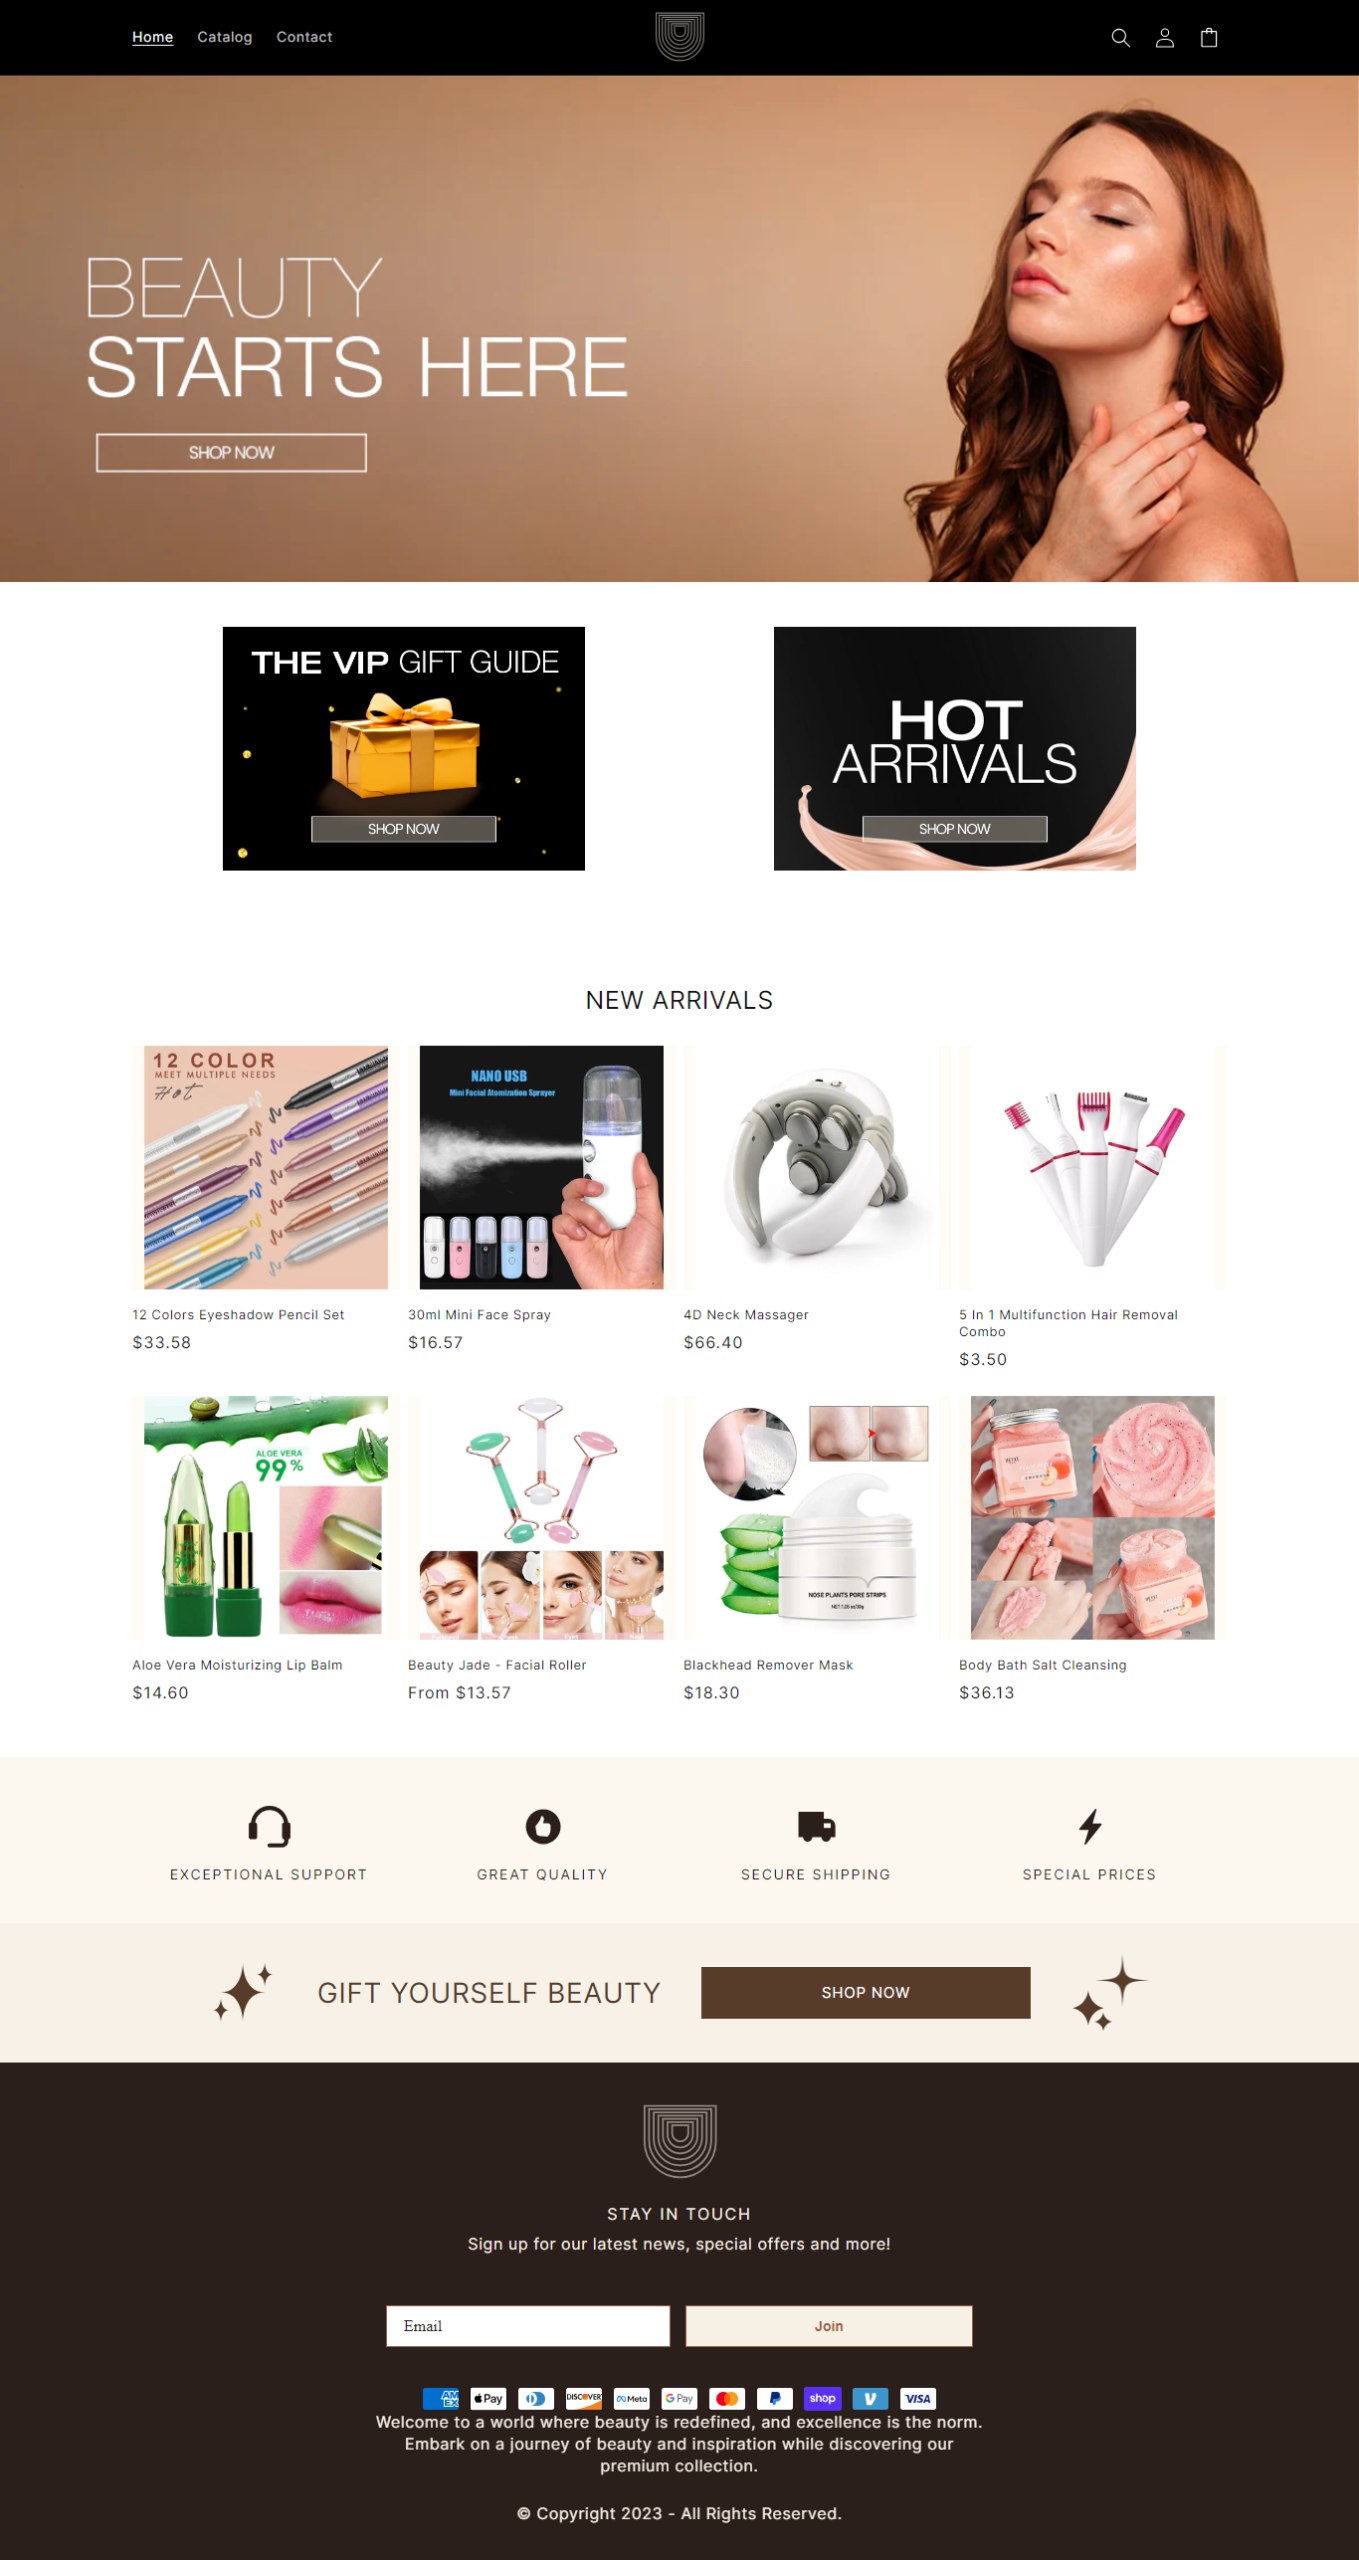 Home Catalog Contact
BEAUTY
STARTS HERE
SHOP NOW
THE VIP GIFT GUIDE
SHOP NOW
HOT
ARRIVALS
SHOP NOW
NEW ARRIVALS
12 COLOR
MEET MULTIPLE NEEDS
Hot
NANO USB
Mini Facial Atomization Sprayer
12 Colors Eyeshadow Pencil Set
$33.58
30ml Mini Face Spray
$16.57
4D Neck Massager
$66.40
5 In 1 Multifunction Hair Removal
Combo
$3.50
ALOE VERA
99%
NOSE PLANTS PORE STRIPS
Aloe Vera Moisturizing Lip Balm
$14.60
Beauty Jade - Facial Roller
From $13.57
Blackhead Remover Mask
$18.30
Body Bath Salt Cleansing
$36.13
EXCEPTIONAL SUPPORT
GREAT QUALITY
SECURE SHIPPING
SPECIAL PRICES
GIFT YOURSELF BEAUTY
SHOP NOW
STAY IN TOUCH
Sign up for our latest news, special offers and more!
Email
Join
AMEX Pay DISCOVER Meta G Pay shop VISA
Welcome to a world where beauty is redefined, and excellence is the norm.
Embark on a journey of beauty and inspiration while discovering our
premium collection.
© Copyright 2023 - All Rights Reserved.